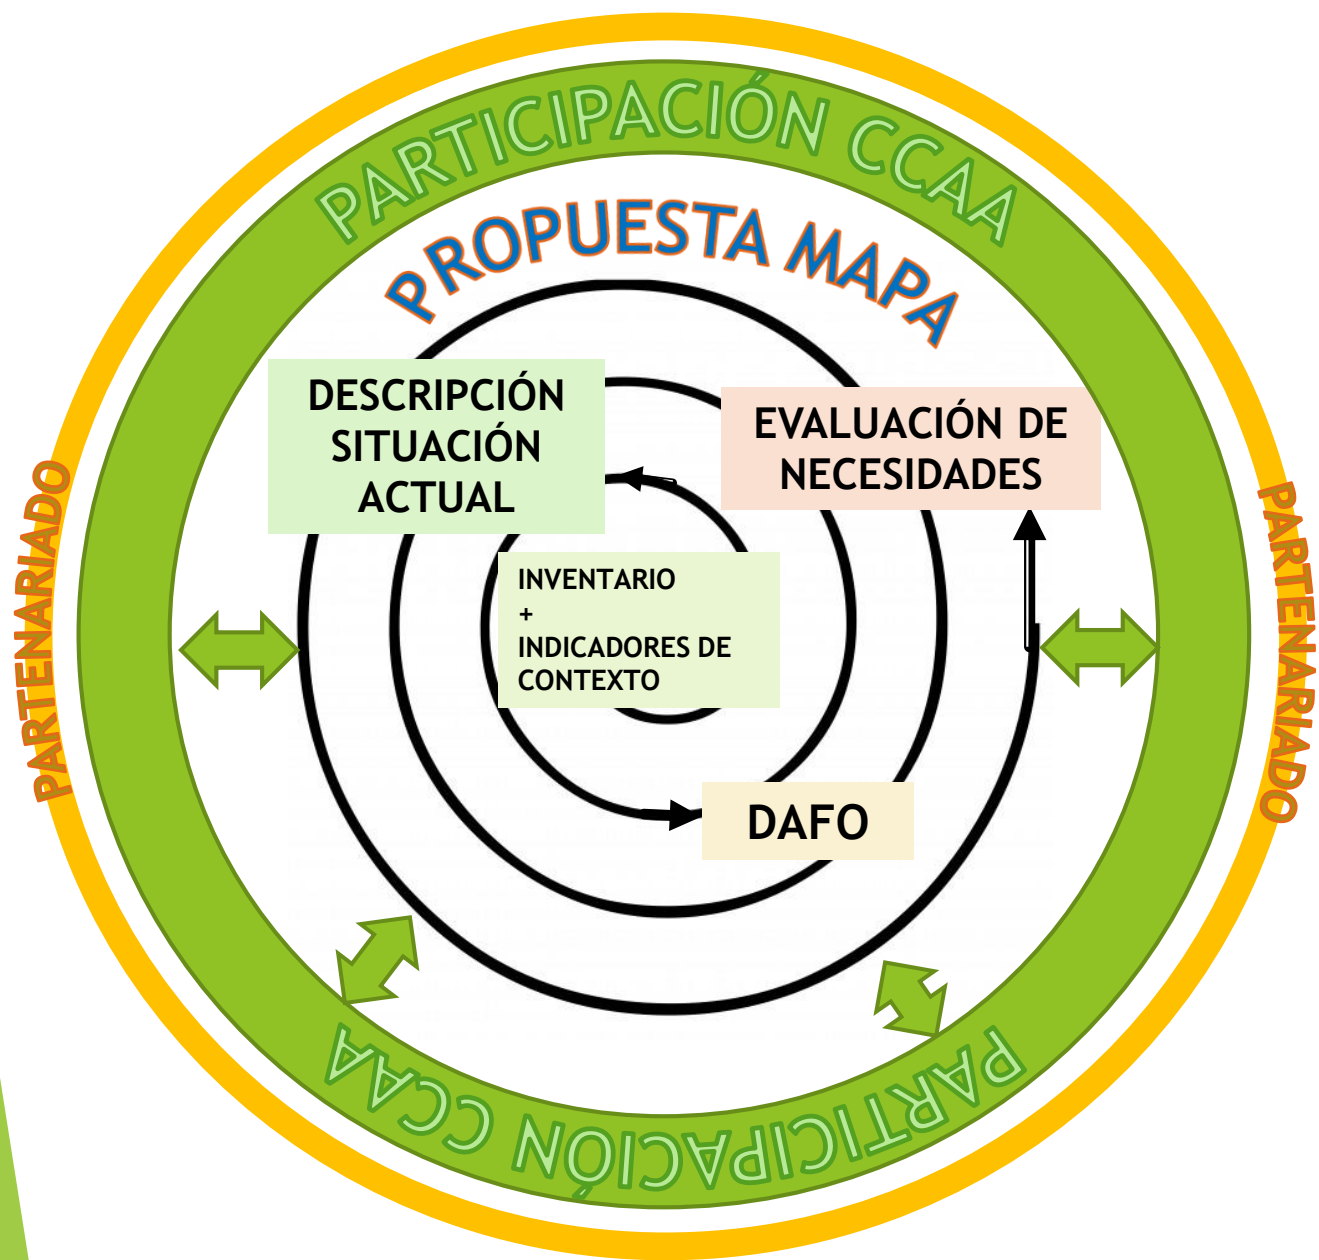 PARTICIPACIÓN CCAA
PROPUESTA MAPA
DESCRIPCIÓN
SITUACIÓN
ACTUAL
EVALUACIÓN DE
NECESIDADES
PARTENARIADO
PARTENARIADO
INVENTARIO
+
INDICADORES DE
CONTEXTO
DAFO
PARTICIPACIÓN CCAA